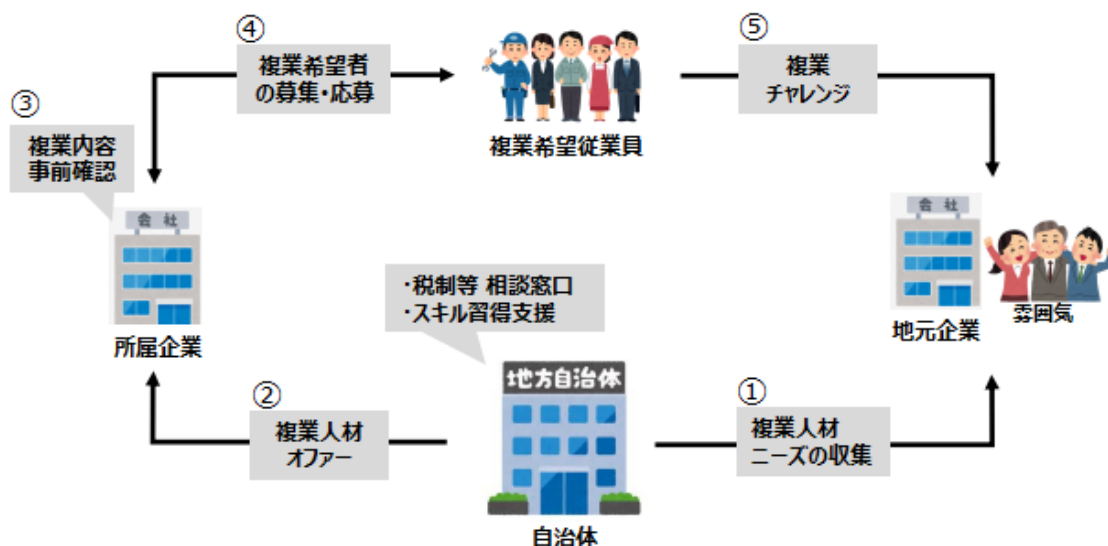 ④
複業希望者
の募集・応募
複業希望従業員
⑤
複業
チャレンジ
③
複業内容
事前確認
会 社
所属企業
・税制等 相談窓口
・スキル習得支援
会 社
地元企業
雰囲気
②
複業人材
オファー
地方自治体
自治体
①
複業人材
ニーズの収集